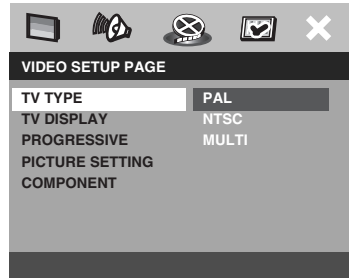 VIDEO SETUP PAGE
TV TYPE PAL
TV DISPLAY NTSC
PROGRESSIVE MULTI
PICTURE SETTING
COMPONENT